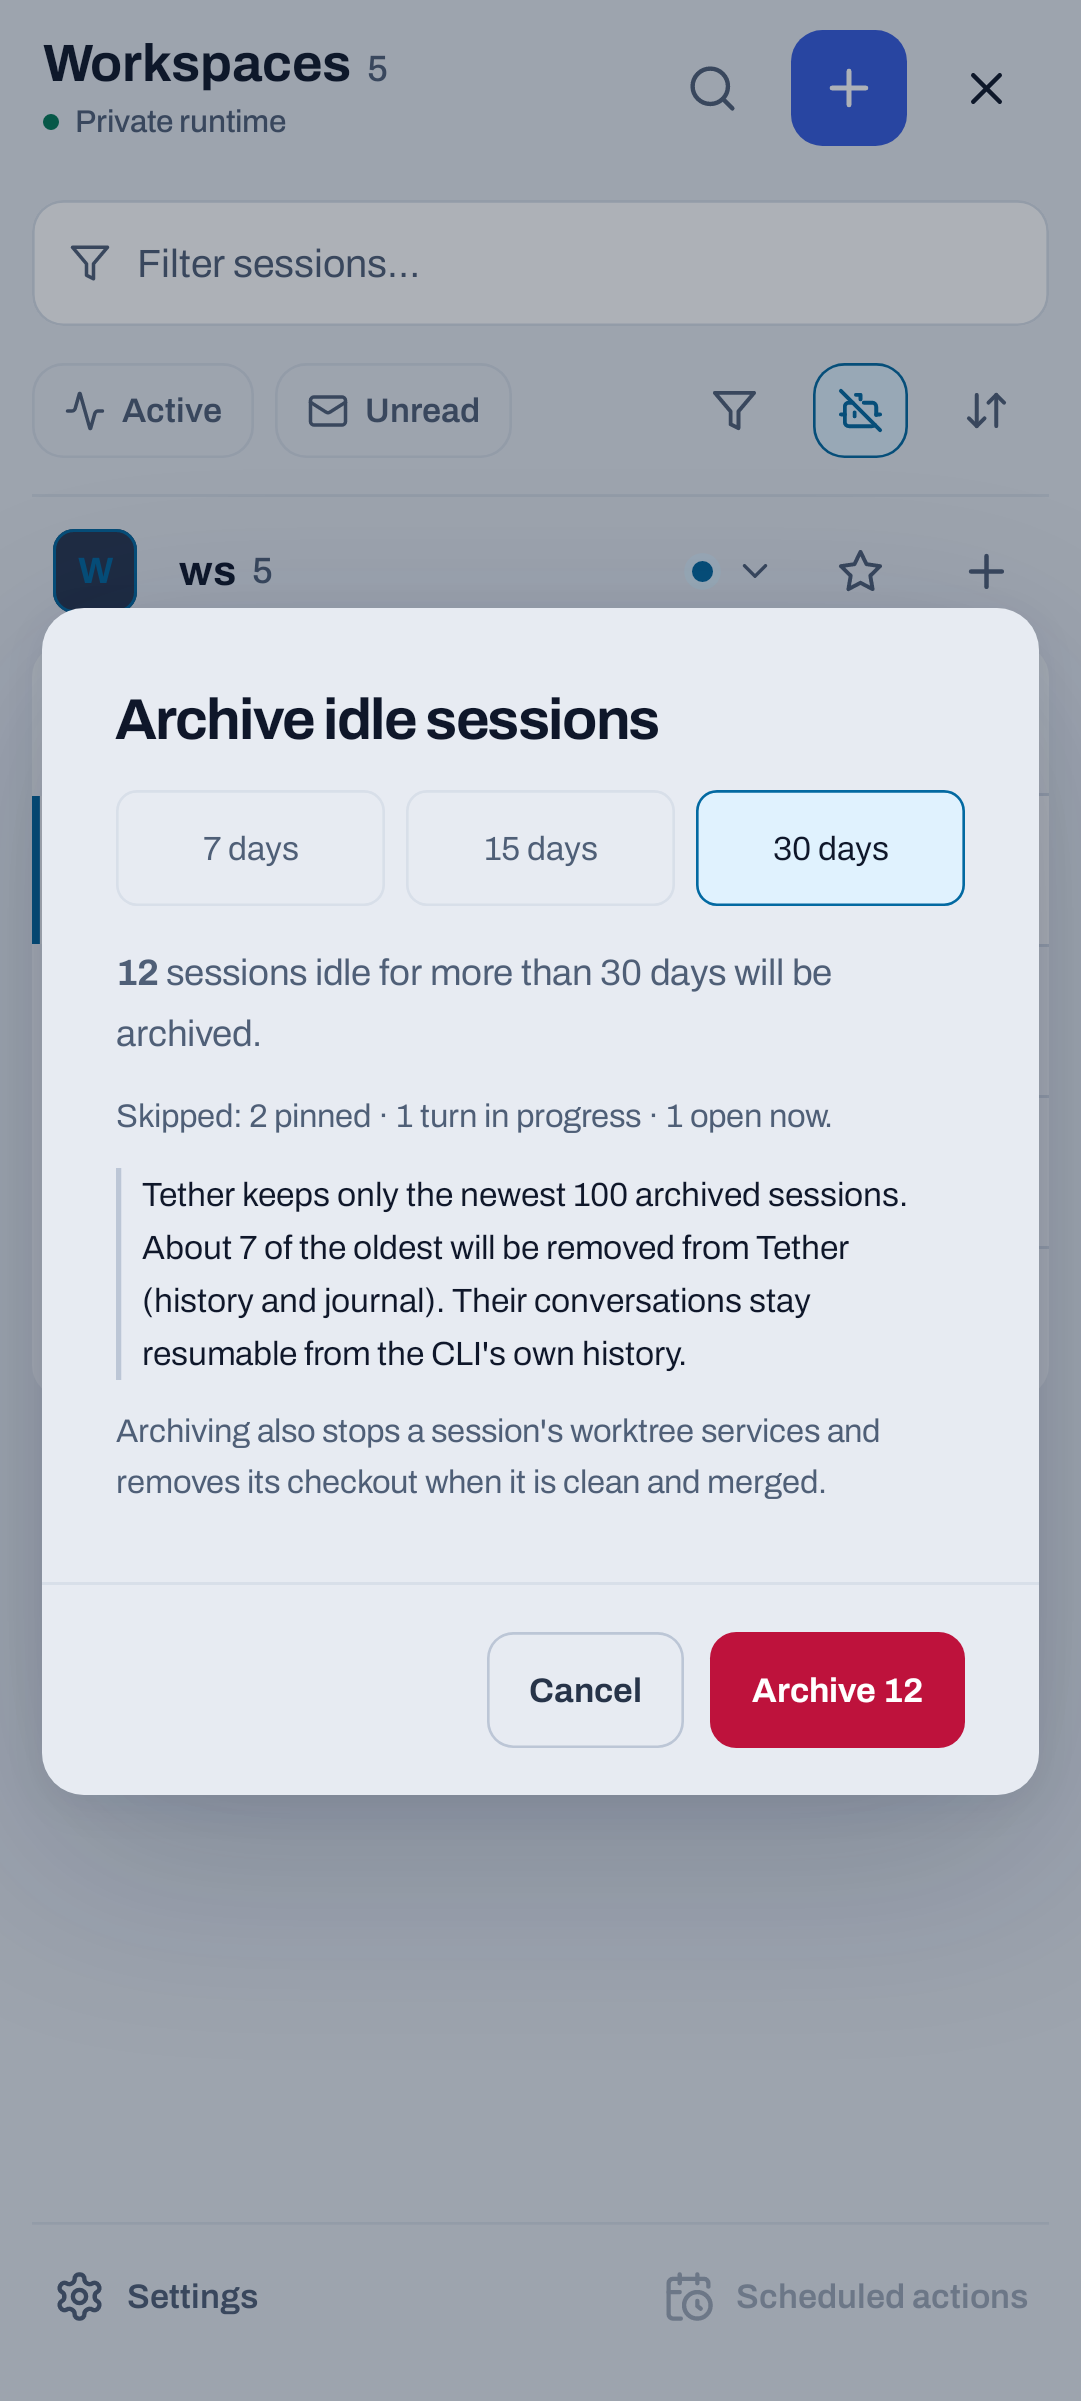 Workspaces 5
Private runtime
Filter sessions...
Active
Unread
W
ws 5
Archive idle sessions
7 days
15 days
30 days
12 sessions idle for more than 30 days will be
archived.
Skipped: 2 pinned · 1 turn in progress · 1 open now.
Tether keeps only the newest 100 archived sessions.
About 7 of the oldest will be removed from Tether
(history and journal). Their conversations stay
resumable from the CLI's own history.
Archiving also stops a session's worktree services and
removes its checkout when it is clean and merged.
Cancel
Archive 12
Settings
Scheduled actions